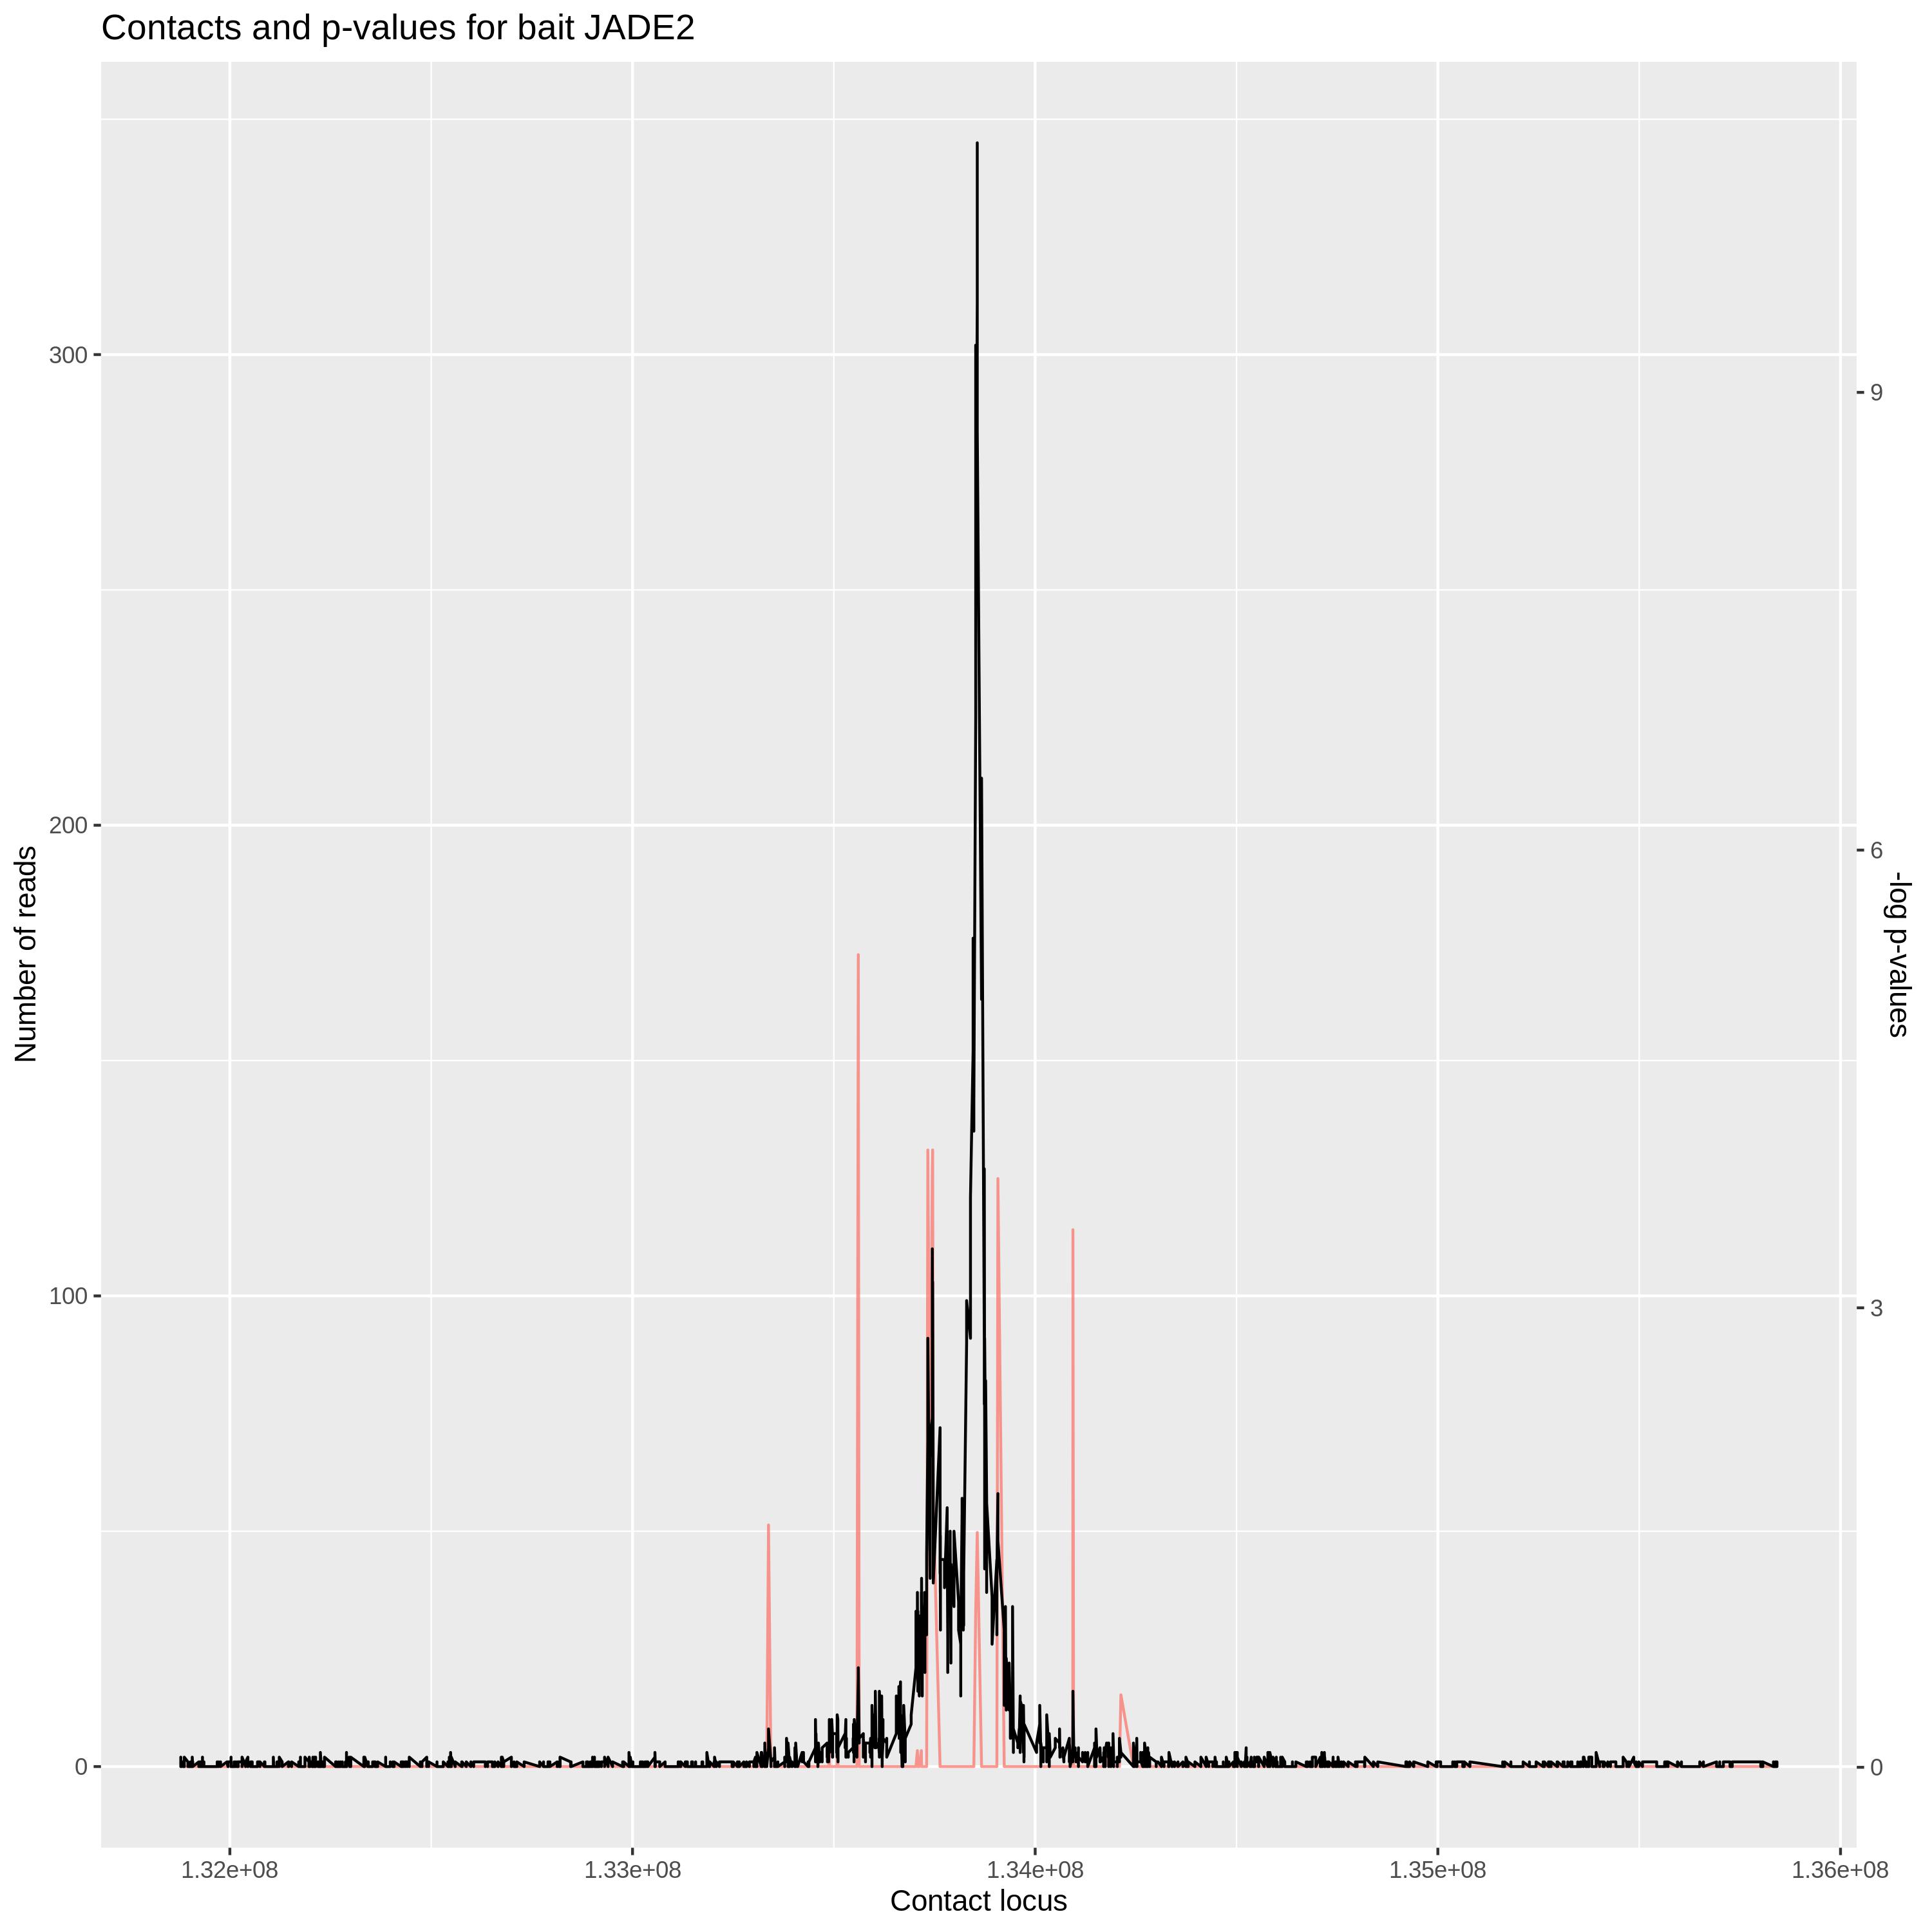 Contacts and p-values for bait JADE2
300
200
100
0
9
6
3
0
Number of reads
-log p-values
1.32e+08 1.33e+08 1.34e+08 1.35e+08 1.36e+08
Contact locus